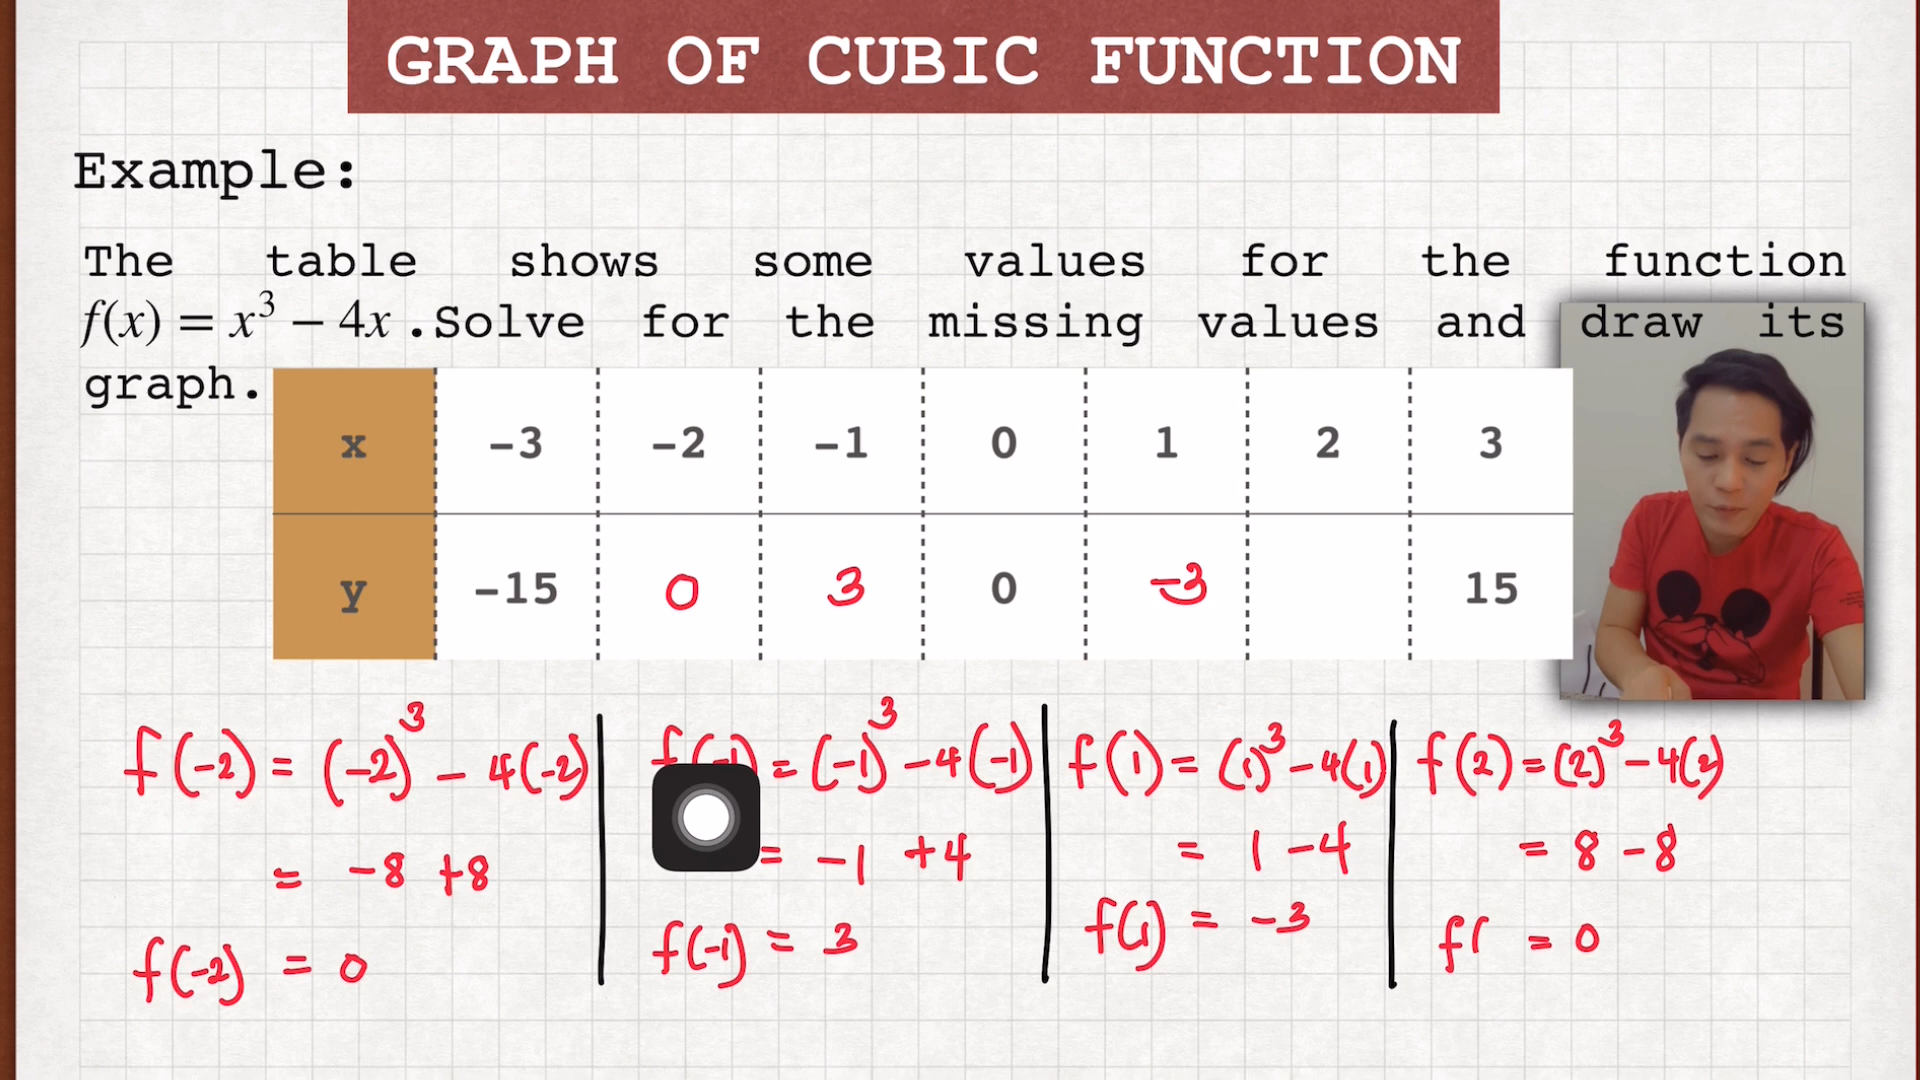 GRAPH OF CUBIC FUNCTION
Example:
The table shows some values for the function
f(x) = x³ − 4x .Solve for the missing values and draw its
graph.
x -3 -2 -1 0 1 2 3
y -15 0 3 0 -3 15
f(-2) = (-2)³ - 4(-2) f(-1) = (-1)³ - 4(-1) f(1) = (1)³ - 4(1) f(2) = (2)³ - 4(2)
= -8 +8 = -1 +4 = 1 - 4 = 8 - 8
f(-2) = 0 f(-1) = 3 f(1) = -3 f( = 0